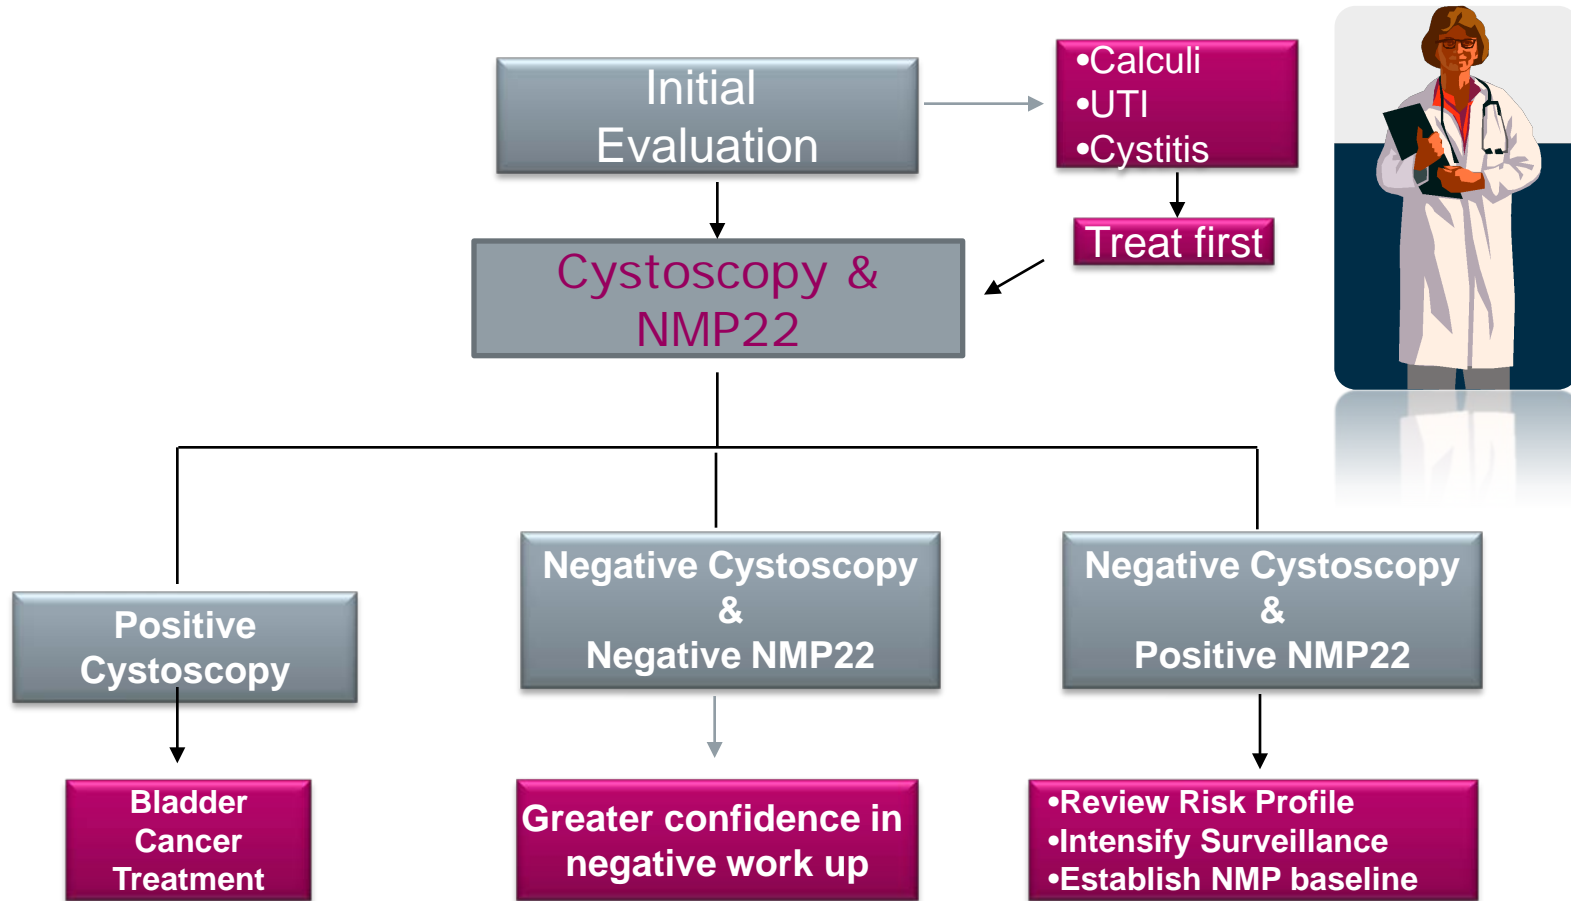 Initial
Evaluation
•Calculi
•UTI
•Cystitis
Treat first
Cystoscopy &
NMP22
Positive
Cystoscopy
Negative Cystoscopy
&
Negative NMP22
Negative Cystoscopy
&
Positive NMP22
Bladder
Cancer
Treatment
Greater confidence in
negative work up
•Review Risk Profile
•Intensify Surveillance
•Establish NMP baseline